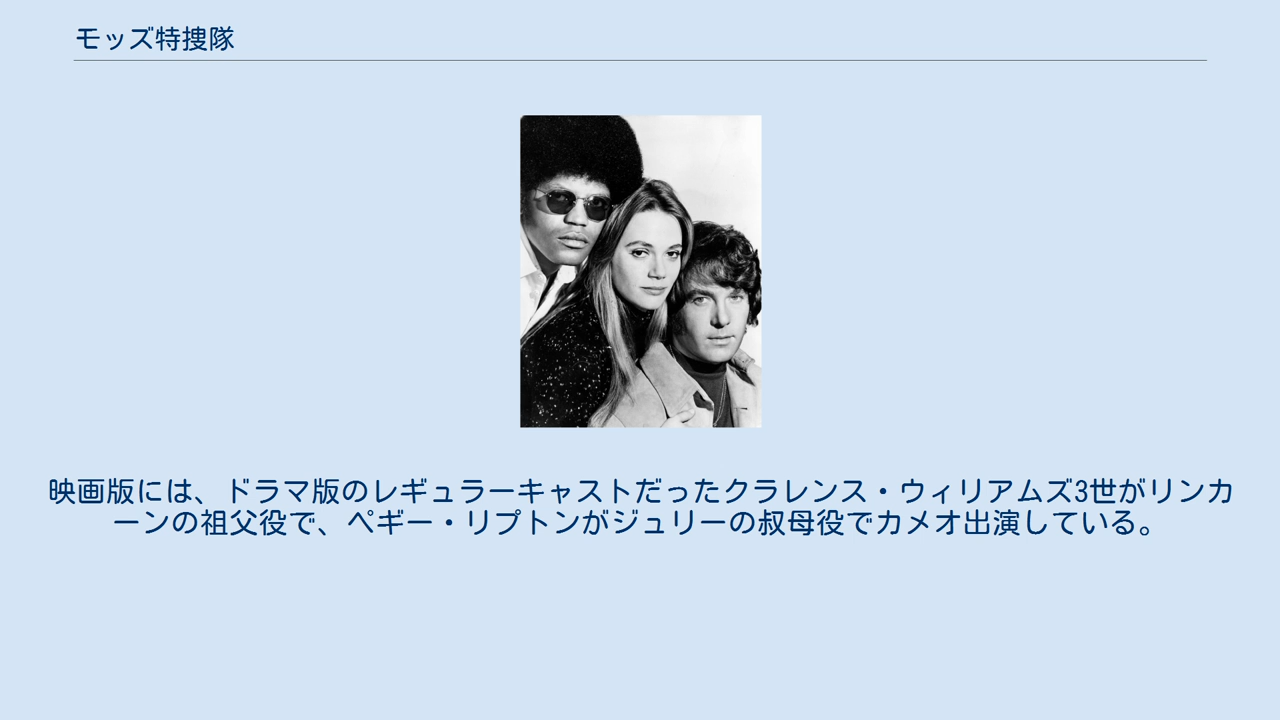 モッズ特捜隊
映画版には、ドラマ版のレギュラーキャストだったクラレンス・ウィリアムズ3世がリンカ
ーンの祖父役で、ペギー・リプトンがジュリーの叔母役でカメオ出演している。